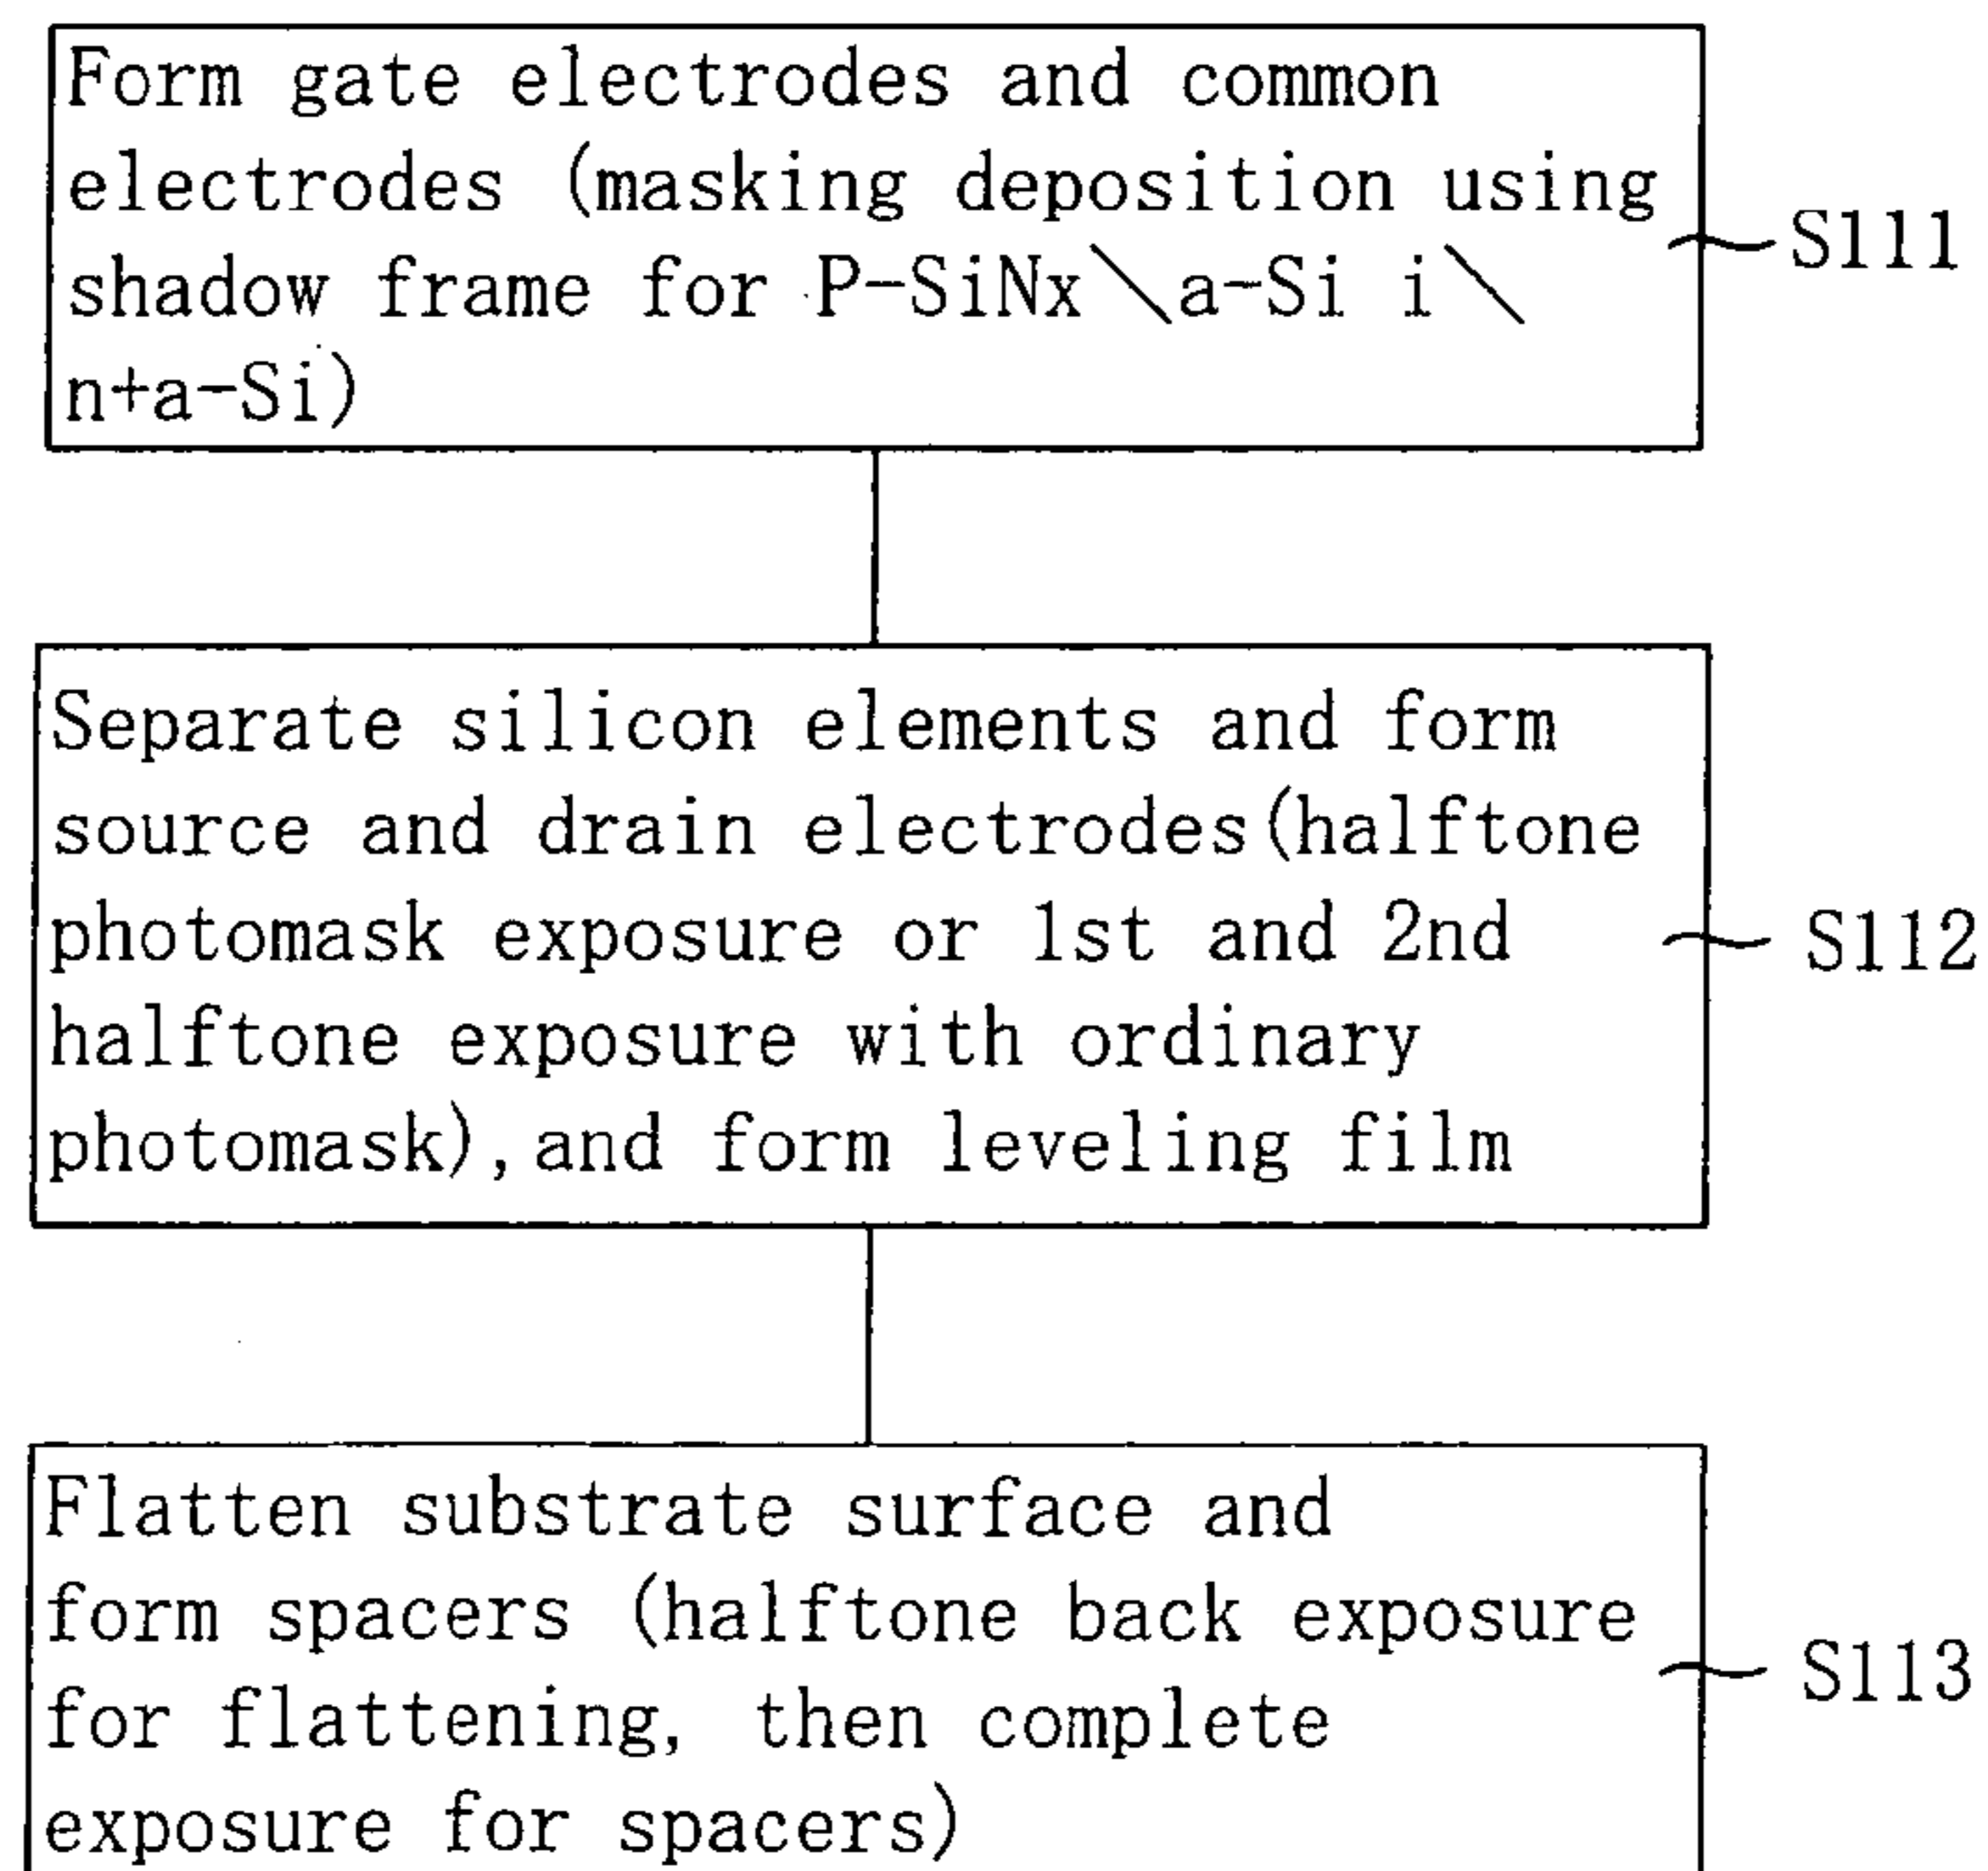 Form gate electrodes and common
electrodes (masking deposition using
shadow frame for P-SiNx\a-Si i\
n+a-Si)
S111
Separate silicon elements and form
source and drain electrodes(halftone
photomask exposure or 1st and 2nd
halftone exposure with ordinary
photomask),and form leveling film
S112
Flatten substrate surface and
form spacers (halftone back exposure
for flattening, then complete
exposure for spacers)
S113